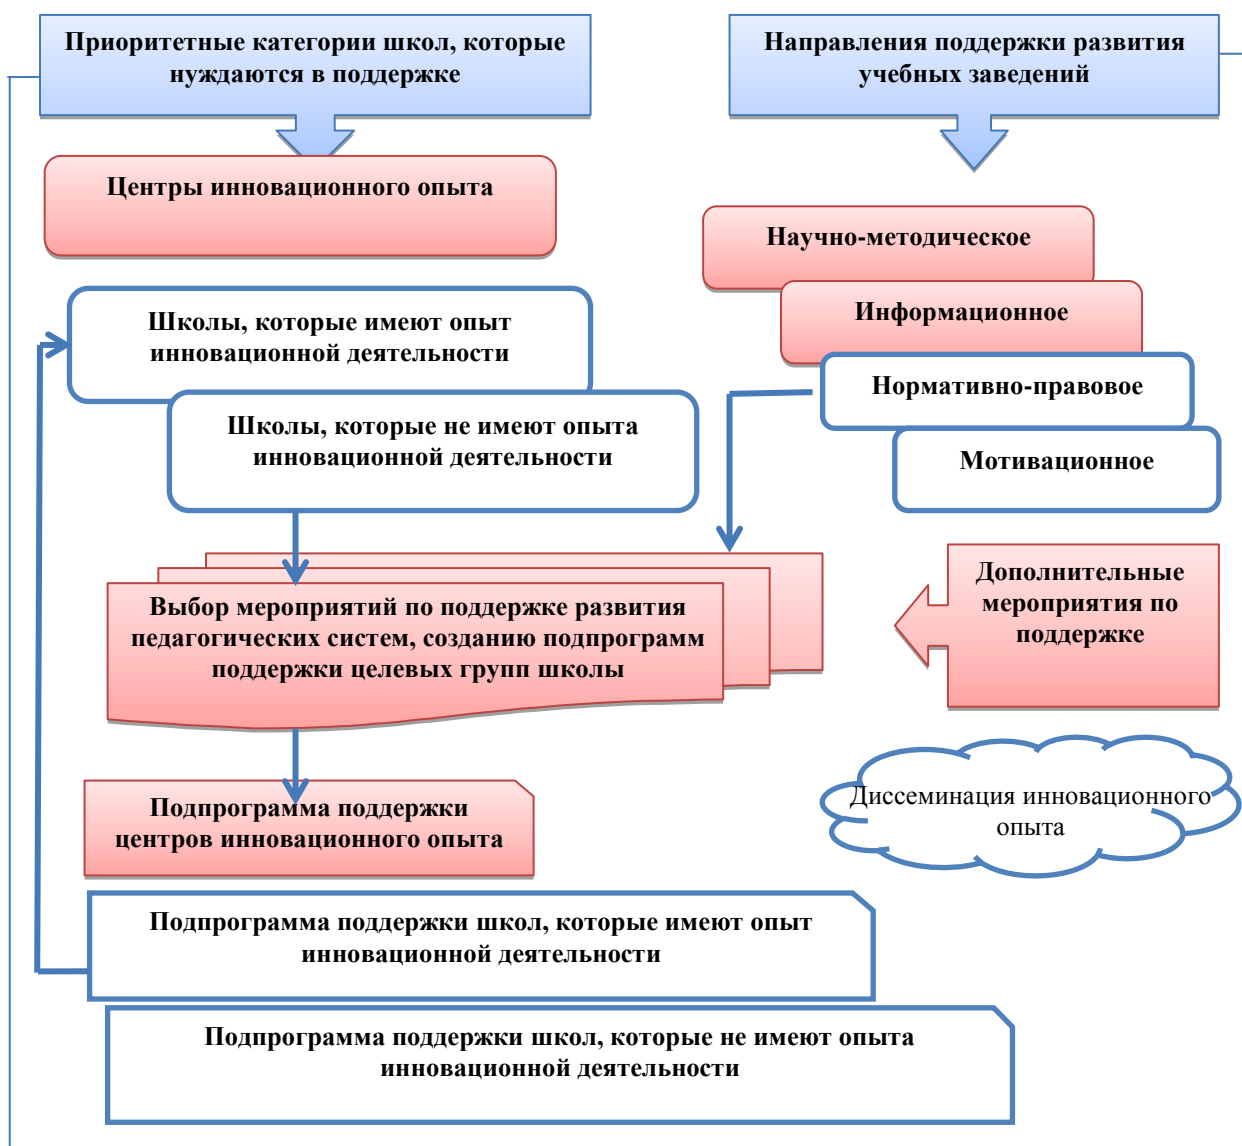 Приоритетные категории школ, которые
нуждаются в поддержке
Направления поддержки развития
учебных заведений
Центры инновационного опыта
Научно-методическое
Информационное
Школы, которые имеют опыт
инновационной деятельности
Нормативно-правовое
Школы, которые не имеют опыта
инновационной деятельности
Мотивационное
Дополнительные
мероприятия по
поддержке
Выбор мероприятий по поддержке развития
педагогических систем, созданию подпрограмм
поддержки целевых групп школы
Подпрограмма поддержки
центров инновационного опыта
Диссеминация инновационного
опыта
Подпрограмма поддержки школ, которые имеют опыт
инновационной деятельности
Подпрограмма поддержки школ, которые не имеют опыта
инновационной деятельности